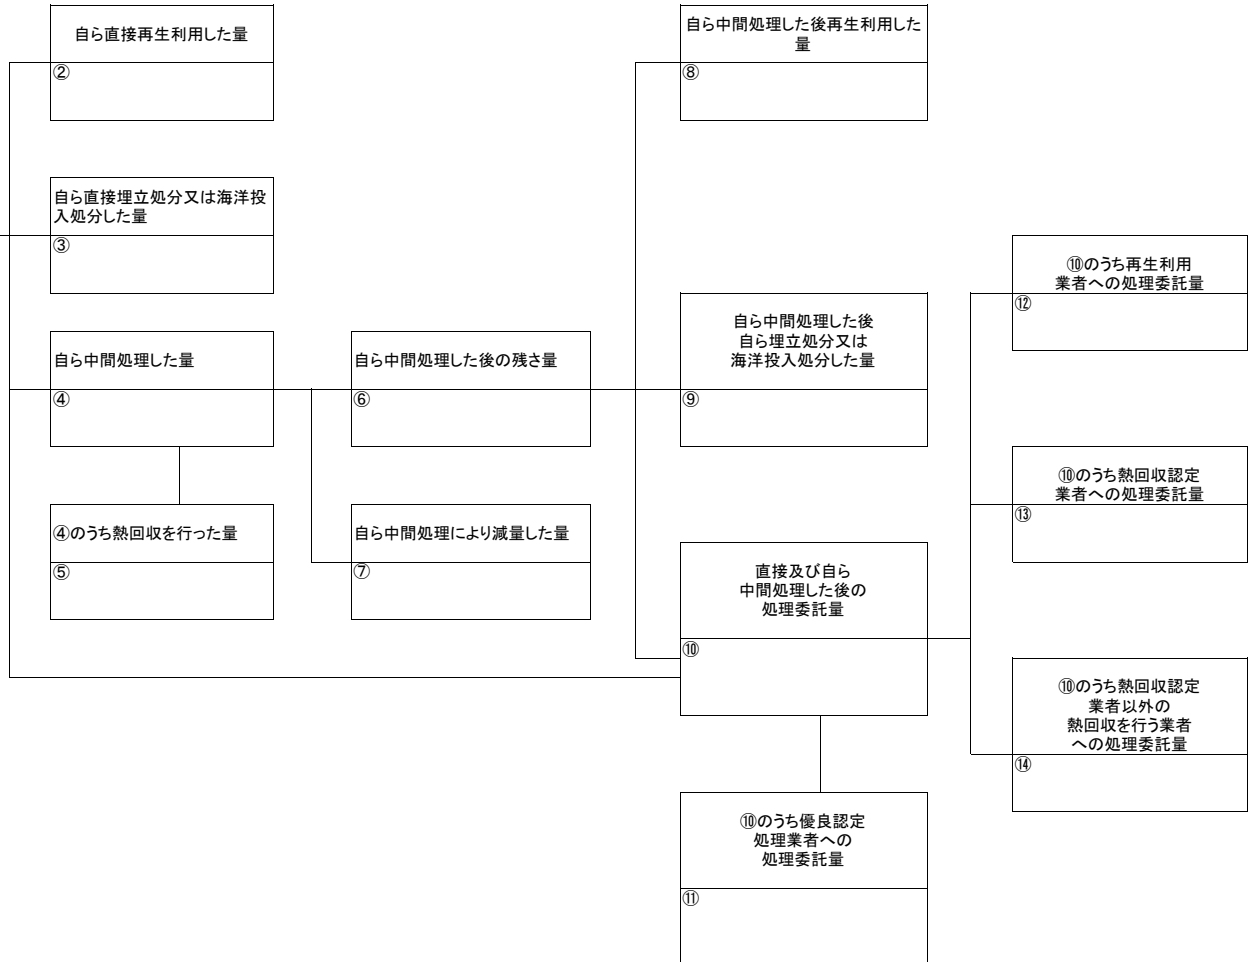 自ら直接再生利用した量
②
自ら直接埋立処分又は海洋投
入処分した量
③
自ら中間処理した量
④
④のうち熱回収を行った量
⑤
自ら中間処理した後の残さ量
⑥
自ら中間処理により減量した量
⑦
自ら中間処理した後再生利用した
量
⑧
自ら中間処理した後
自ら埋立処分又は
海洋投入処分した量
⑨
直接及び自ら
中間処理した後の
処理委託量
⑩
⑩のうち優良認定
処理業者への
処理委託量
⑪
⑩のうち再生利用
業者への処理委託量
⑫
⑩のうち熱回収認定
業者への処理委託量
⑬
⑩のうち熱回収認定
業者以外の
熱回収を行う業者
への処理委託量
⑭